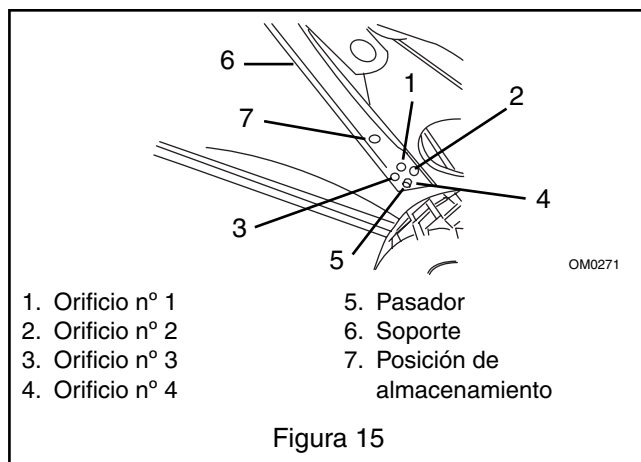 6
1
2
7
3
4
5
OM0271
1. Orificio nº 1
2. Orificio nº 2
3. Orificio nº 3
4. Orificio nº 4
5. Pasador
6. Soporte
7. Posición de
almacenamiento
Figura 15